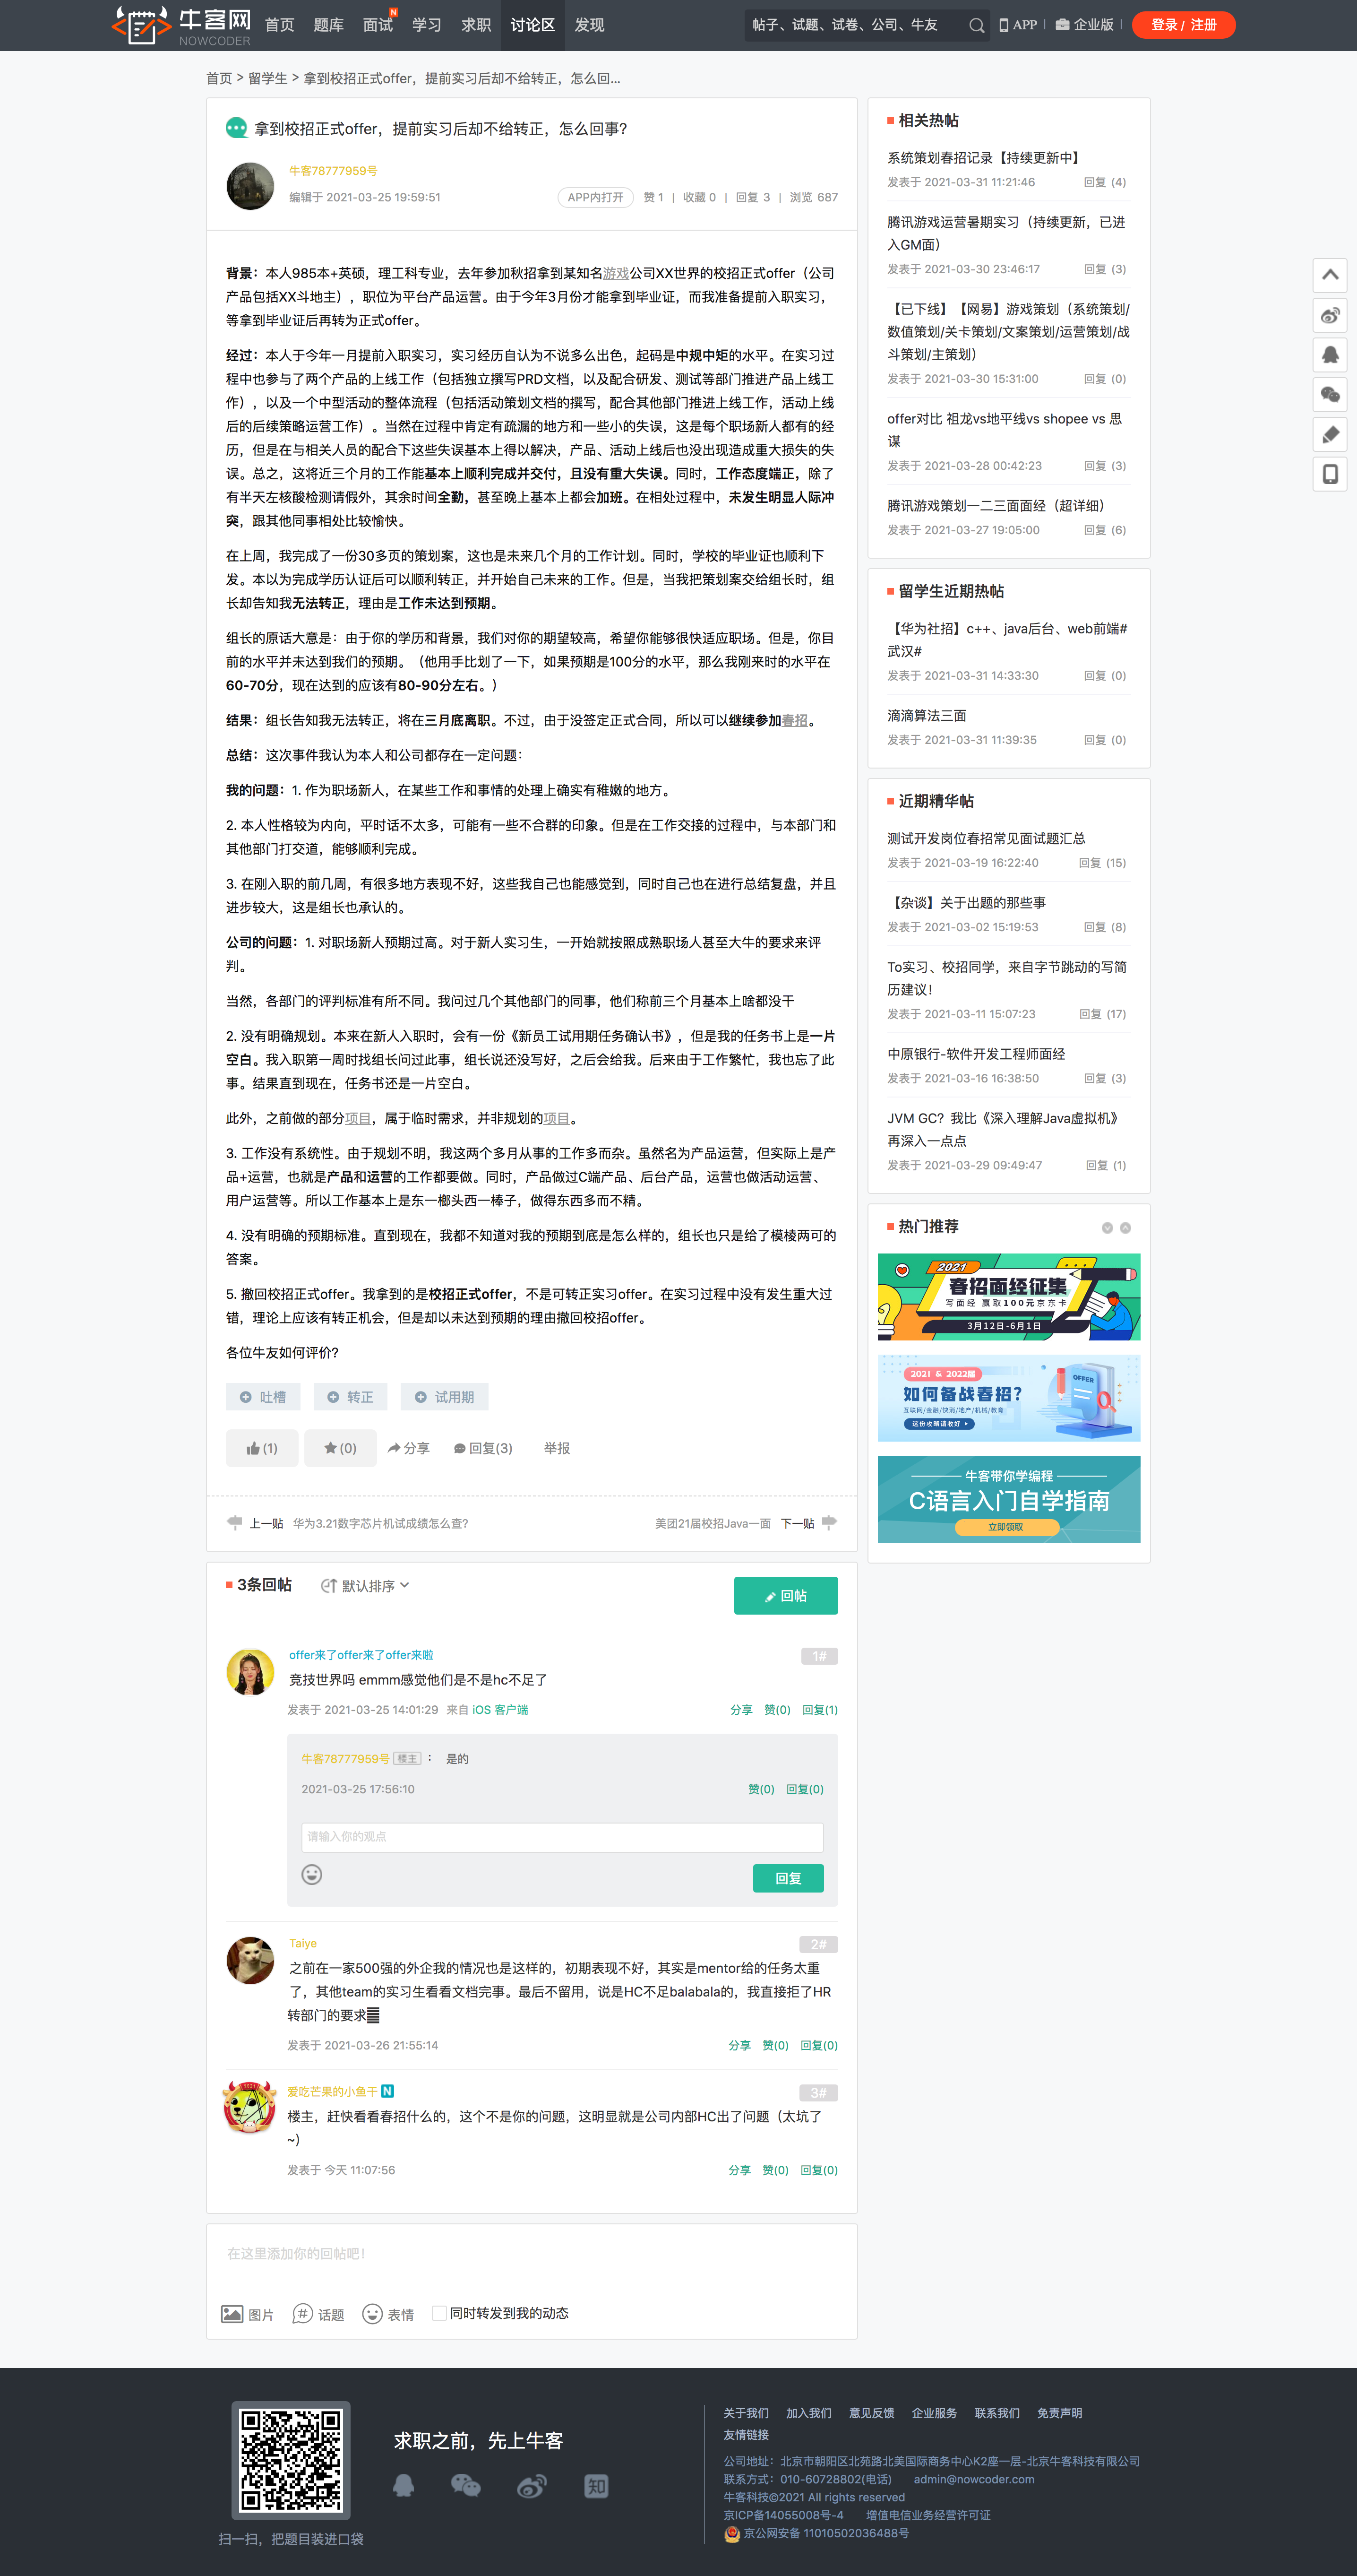 牛客网
NOWCODER
首页 题库 面试 N 学习 求职 讨论区 发现
帖子、试题、试卷、公司、牛友
APP 企业版 登录 / 注册
首页 > 留学生 > 拿到校招正式offer，提前实习后却不给转正，怎么回...
拿到校招正式offer，提前实习后却不给转正，怎么回事？
牛客78777959号
编辑于 2021-03-25 19:59:51
APP内打开 赞 1 | 收藏 0 | 回复 3 | 浏览 687
背景：本人985本+英硕，理工科专业，去年参加秋招拿到某知名游戏公司XX世界的校招正式offer（公司
产品包括XX斗地主），职位为平台产品运营。由于今年3月份才能拿到毕业证，而我准备提前入职实习，
等拿到毕业证后再转为正式offer。
经过：本人于今年一月提前入职实习，实习经历自认为不说多么出色，起码是中规中矩的水平。在实习过
程中也参与了两个产品的上线工作（包括独立撰写PRD文档，以及配合研发、测试等部门推进产品上线工
作），以及一个中型活动的整体流程（包括活动策划文档的撰写，配合其他部门推进上线工作，活动上线
后的后续策略运营工作）。当然在过程中肯定有疏漏的地方和一些小的失误，这是每个职场新人都有的经
历，但是在与相关人员的配合下这些失误基本上得以解决，产品、活动上线后也没出现造成重大损失的失
误。总之，这将近三个月的工作能基本上顺利完成并交付，且没有重大失误。同时，工作态度端正，除了
有半天左核酸检测请假外，其余时间全勤，甚至晚上基本上都会加班。在相处过程中，未发生明显人际冲
突，跟其他同事相处比较愉快。
在上周，我完成了一份30多页的策划案，这也是未来几个月的工作计划。同时，学校的毕业证也顺利下
发。本以为完成学历认证后可以顺利转正，并开始自己未来的工作。但是，当我把策划案交给组长时，组
长却告知我无法转正，理由是工作未达到预期。
组长的原话大意是：由于你的学历和背景，我们对你的期望较高，希望你能够很快适应职场。但是，你目
前的水平并未达到我们的预期。（他用手比划了一下，如果预期是100分的水平，那么我刚来时的水平在
60-70分，现在达到的应该有80-90分左右。）
结果：组长告知我无法转正，将在三月底离职。不过，由于没签定正式合同，所以可以继续参加春招。
总结：这次事件我认为本人和公司都存在一定问题：
我的问题：1. 作为职场新人，在某些工作和事情的处理上确实有稚嫩的地方。
2. 本人性格较为内向，平时话不太多，可能有一些不合群的印象。但是在工作交接的过程中，与本部门和
其他部门打交道，能够顺利完成。
3. 在刚入职的前几周，有很多地方表现不好，这些我自己也能感觉到，同时自己也在进行总结复盘，并且
进步较大，这是组长也承认的。
公司的问题：1. 对职场新人预期过高。对于新人实习生，一开始就按照成熟职场人甚至大牛的要求来评
判。
当然，各部门的评判标准有所不同。我问过几个其他部门的同事，他们称前三个月基本上啥都没干
2. 没有明确规划。本来在新人入职时，会有一份《新员工试用期任务确认书》，但是我的任务书上是一片
空白。我入职第一周时找组长问过此事，组长说还没写好，之后会给我。后来由于工作繁忙，我也忘了此
事。结果直到现在，任务书还是一片空白。
此外，之前做的部分项目，属于临时需求，并非规划的项目。
3. 工作没有系统性。由于规划不明，我这两个多月从事的工作多而杂。虽然名为产品运营，但实际上是产
品+运营，也就是产品和运营的工作都要做。同时，产品做过C端产品、后台产品，运营也做活动运营、
用户运营等。所以工作基本上是东一榔头西一棒子，做得东西多而不精。
4. 没有明确的预期标准。直到现在，我都不知道对我的预期到底是怎么样的，组长也只是给了模棱两可的
答案。
5. 撤回校招正式offer。我拿到的是校招正式offer，不是可转正实习offer。在实习过程中没有发生重大过
错，理论上应该有转正机会，但是却以未达到预期的理由撤回校招offer。
各位牛友如何评价？
吐槽 转正 试用期
(1) (0) 分享 回复(3) 举报
上一贴 华为3.21数字芯片机试成绩怎么查？ 美团21届校招Java一面 下一贴
3条回帖 默认排序 回帖
offer来了offer来了offer来啦 1#
竞技世界吗 emmm感觉他们是不是hc不足了
发表于 2021-03-25 14:01:29 来自 iOS 客户端 分享 赞(0) 回复(1)
牛客78777959号 楼主 ： 是的
2021-03-25 17:56:10 赞(0) 回复(0)
请输入你的观点
回复
Taiye 2#
之前在一家500强的外企我的情况也是这样的，初期表现不好，其实是mentor给的任务太重
了，其他team的实习生看看文档完事。最后不留用，说是HC不足balabala的，我直接拒了HR
转部门的要求
发表于 2021-03-26 21:55:14 分享 赞(0) 回复(0)
爱吃芒果的小鱼干 N 3#
楼主，赶快看看春招什么的，这个不是你的问题，这明显就是公司内部HC出了问题（太坑了
~）
发表于 今天 11:07:56 分享 赞(0) 回复(0)
在这里添加你的回帖吧！
图片 话题 表情 同时转发到我的动态
相关热帖
系统策划春招记录【持续更新中】
发表于 2021-03-31 11:21:46 回复 (4)
腾讯游戏运营暑期实习（持续更新，已进
入GM面）
发表于 2021-03-30 23:46:17 回复 (3)
【已下线】【网易】游戏策划（系统策划/
数值策划/关卡策划/文案策划/运营策划/战
斗策划/主策划）
发表于 2021-03-30 15:31:00 回复 (0)
offer对比 祖龙vs地平线vs shopee vs 思
谋
发表于 2021-03-28 00:42:23 回复 (3)
腾讯游戏策划一二三面面经（超详细）
发表于 2021-03-27 19:05:00 回复 (6)
留学生近期热帖
【华为社招】c++、java后台、web前端#
武汉#
发表于 2021-03-31 14:33:30 回复 (0)
滴滴算法三面
发表于 2021-03-31 11:39:35 回复 (0)
近期精华帖
测试开发岗位春招常见面试题汇总
发表于 2021-03-19 16:22:40 回复 (15)
【杂谈】关于出题的那些事
发表于 2021-03-02 15:19:53 回复 (8)
To实习、校招同学，来自字节跳动的写简
历建议！
发表于 2021-03-11 15:07:23 回复 (17)
中原银行-软件开发工程师面经
发表于 2021-03-16 16:38:50 回复 (3)
JVM GC？我比《深入理解Java虚拟机》
再深入一点点
发表于 2021-03-29 09:49:47 回复 (1)
热门推荐
2021
春招面经征集
写面经 赢取100元京东卡
3月12日-6月1日
2021 & 2022届
如何备战春招？
互联网/金融/快消/地产/机械/教育
这份攻略请收好
OFFER
牛客带你学编程
C语言入门自学指南
立即领取
扫一扫，把题目装进口袋
求职之前，先上牛客
知
关于我们 加入我们 意见反馈 企业服务 联系我们 免责声明
友情链接
公司地址：北京市朝阳区北苑路北美国际商务中心K2座一层-北京牛客科技有限公司
联系方式：010-60728802(电话) admin@nowcoder.com
牛客科技©2021 All rights reserved
京ICP备14055008号-4 增值电信业务经营许可证
京公网安备 11010502036488号